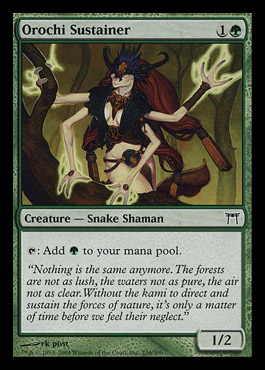 Orochi Sustainer 1
Creature — Snake Shaman
: Add to your mana pool.
“Nothing is the same anymore. The forests
are not as lush, the waters not as pure, the air
not as clear. Without the kami to direct and
sustain the forces of nature, it's only a matter
of time before we feel their neglect.”
1/2